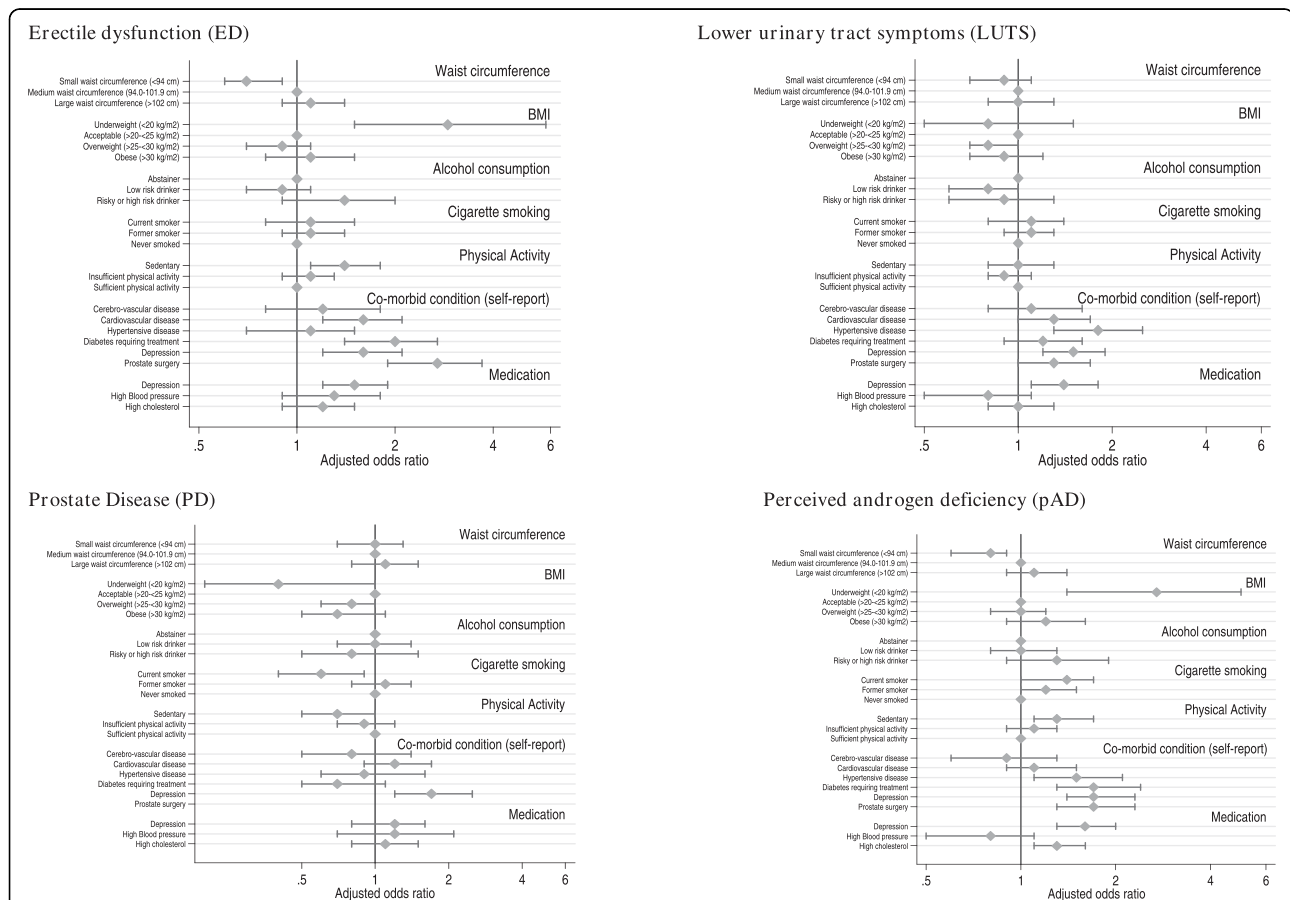 Erectile dysfunction (ED)
Waist circumference
Small waist circumference (<94 cm)
Medium waist circumference (94.0-101.9 cm)
Large waist circumference (>102 cm)
BMI
Underweight (<20 kg/m2)
Acceptable (>20-<25 kg/m2)
Overweight (>25-<30 kg/m2)
Obese (>30 kg/m2)
Alcohol consumption
Abstainer
Low risk drinker
Risky or high risk drinker
Cigarette smoking
Current smoker
Former smoker
Never smoked
Physical Activity
Sedentary
Insufficient physical activity
Sufficient physical activity
Co-morbid condition (self-report)
Cerebro-vascular disease
Cardiovascular disease
Hypertensive disease
Diabetes requiring treatment
Depression
Prostate surgery
Medication
Depression
High Blood pressure
High cholesterol
.5 1 2 4 6
Adjusted odds ratio
Lower urinary tract symptoms (LUTS)
Waist circumference
Small waist circumference (<94 cm)
Medium waist circumference (94.0-101.9 cm)
Large waist circumference (>102 cm)
BMI
Underweight (<20 kg/m2)
Acceptable (>20-<25 kg/m2)
Overweight (>25-<30 kg/m2)
Obese (>30 kg/m2)
Alcohol consumption
Abstainer
Low risk drinker
Risky or high risk drinker
Cigarette smoking
Current smoker
Former smoker
Never smoked
Physical Activity
Sedentary
Insufficient physical activity
Sufficient physical activity
Co-morbid condition (self-report)
Cerebro-vascular disease
Cardiovascular disease
Hypertensive disease
Diabetes requiring treatment
Depression
Prostate surgery
Medication
Depression
High Blood pressure
High cholesterol
.5 1 2 4 6
Adjusted odds ratio
Prostate Disease (PD)
Waist circumference
Small waist circumference (<94 cm)
Medium waist circumference (94.0-101.9 cm)
Large waist circumference (>102 cm)
BMI
Underweight (<20 kg/m2)
Acceptable (>20-<25 kg/m2)
Overweight (>25-<30 kg/m2)
Obese (>30 kg/m2)
Alcohol consumption
Abstainer
Low risk drinker
Risky or high risk drinker
Cigarette smoking
Current smoker
Former smoker
Never smoked
Physical Activity
Sedentary
Insufficient physical activity
Sufficient physical activity
Co-morbid condition (self-report)
Cerebro-vascular disease
Cardiovascular disease
Hypertensive disease
Diabetes requiring treatment
Depression
Prostate surgery
Medication
Depression
High Blood pressure
High cholesterol
.5 1 2 4 6
Adjusted odds ratio
Perceived androgen deficiency (pAD)
Waist circumference
Small waist circumference (<94 cm)
Medium waist circumference (94.0-101.9 cm)
Large waist circumference (>102 cm)
BMI
Underweight (<20 kg/m2)
Acceptable (>20-<25 kg/m2)
Overweight (>25-<30 kg/m2)
Obese (>30 kg/m2)
Alcohol consumption
Abstainer
Low risk drinker
Risky or high risk drinker
Cigarette smoking
Current smoker
Former smoker
Never smoked
Physical Activity
Sedentary
Insufficient physical activity
Sufficient physical activity
Co-morbid condition (self-report)
Cerebro-vascular disease
Cardiovascular disease
Hypertensive disease
Diabetes requiring treatment
Depression
Prostate surgery
Medication
Depression
High Blood pressure
High cholesterol
.5 1 2 4 6
Adjusted odds ratio